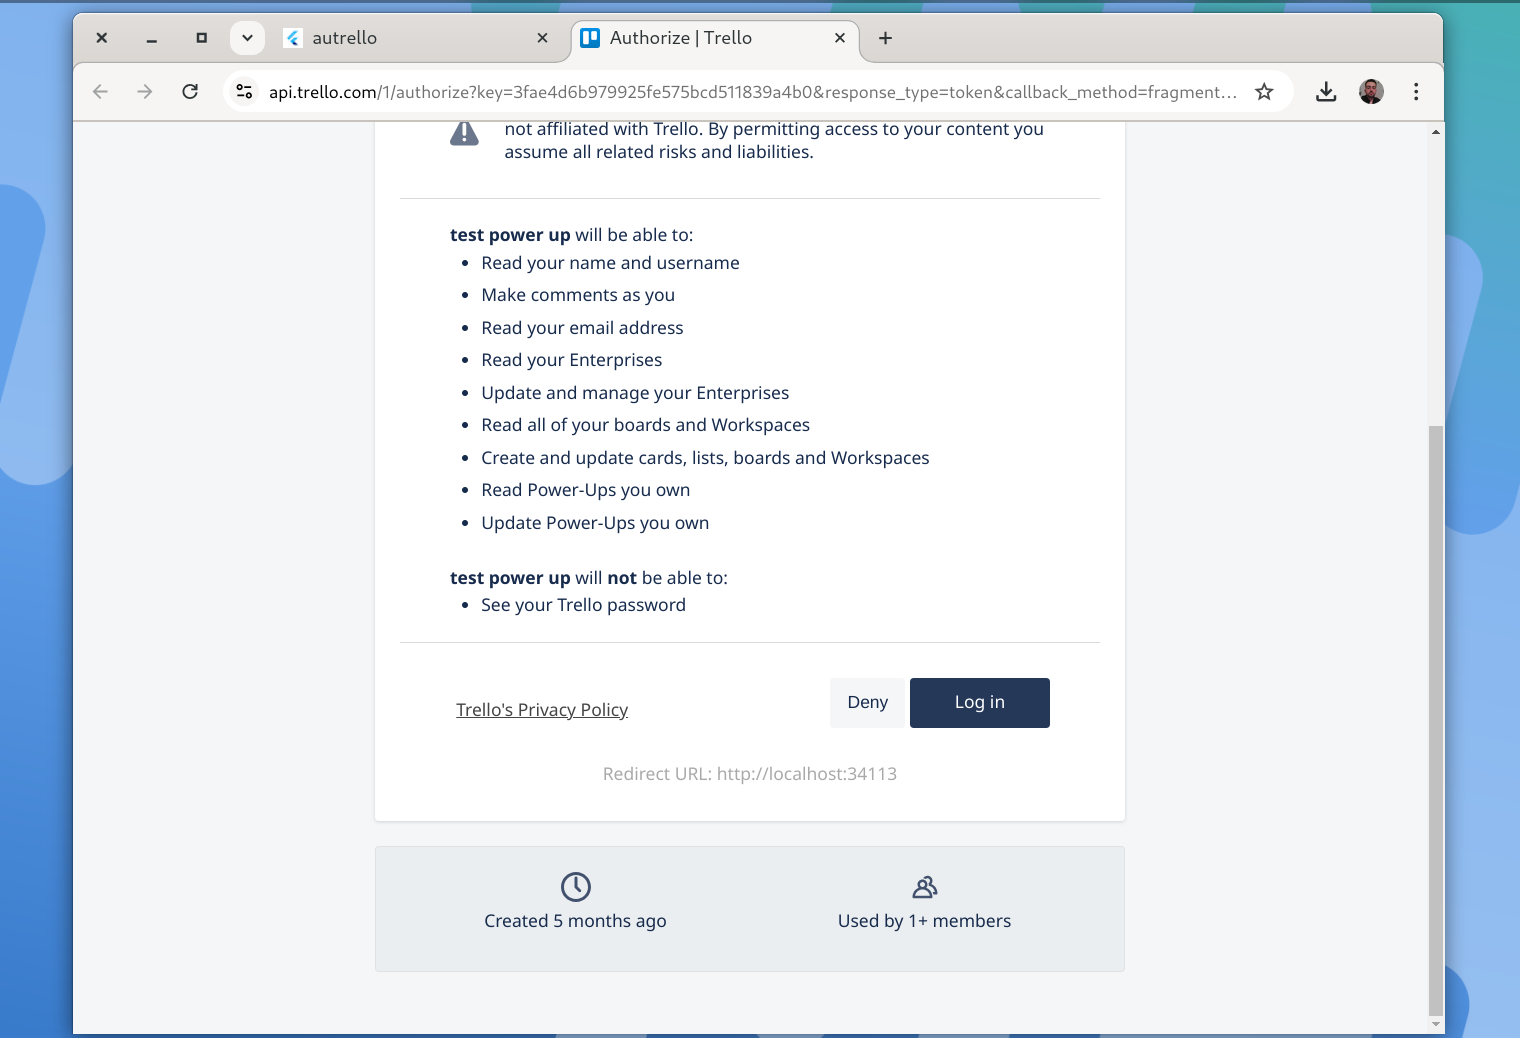 autrello
Authorize | Trello
api.trello.com/1/authorize?key=3fae4d6b979925fe575bcd511839a4b0&response_type=token&callback_method=fragment...
not affiliated with Trello. By permitting access to your content you
assume all related risks and liabilities.
test power up will be able to:
• Read your name and username
• Make comments as you
• Read your email address
• Read your Enterprises
• Update and manage your Enterprises
• Read all of your boards and Workspaces
• Create and update cards, lists, boards and Workspaces
• Read Power-Ups you own
• Update Power-Ups you own
test power up will not be able to:
• See your Trello password
Trello's Privacy Policy
Deny
Log in
Redirect URL: http://localhost:34113
Created 5 months ago
Used by 1+ members